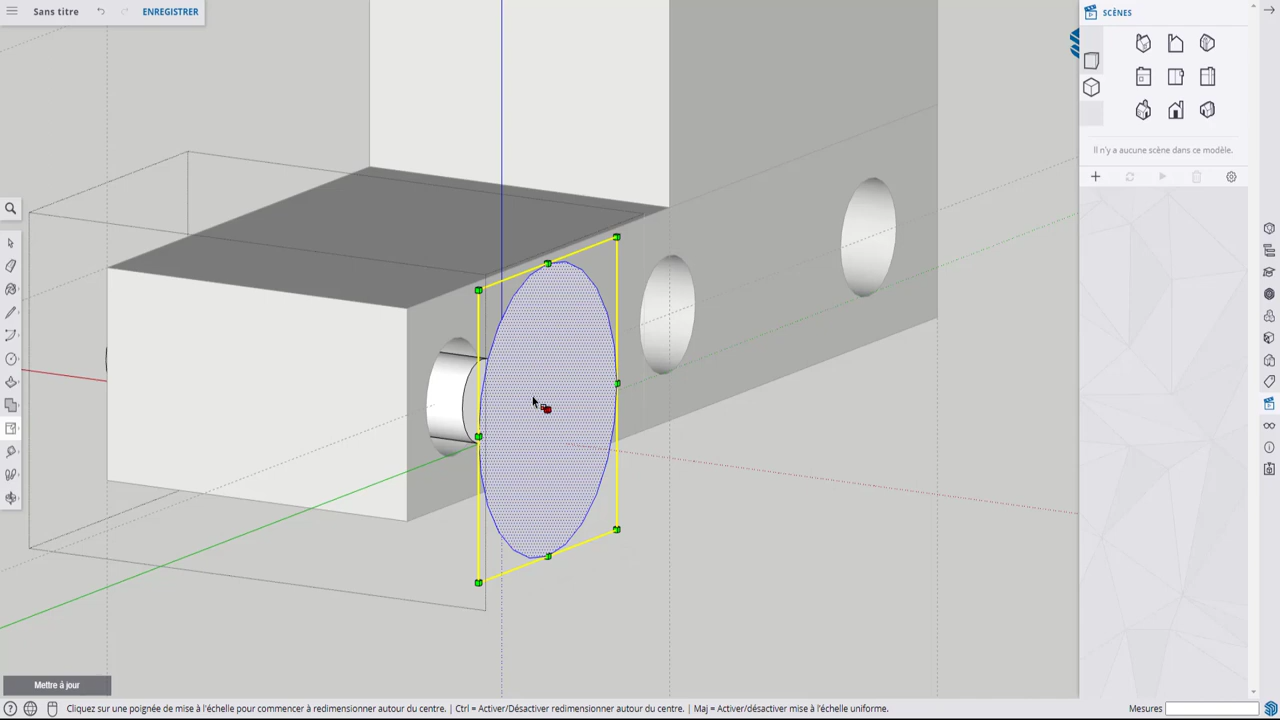 Sans titre
ENREGISTRER
SCÈNES
Il n'y a aucune scène dans ce modèle.
Mettre à jour
Cliquez sur une poignée de mise à l'échelle pour commencer à redimensionner autour du centre. | Ctrl = Activer/Désactiver redimensionner autour du centre. | Maj = Activer/désactiver mise à l'échelle uniforme.
Mesures